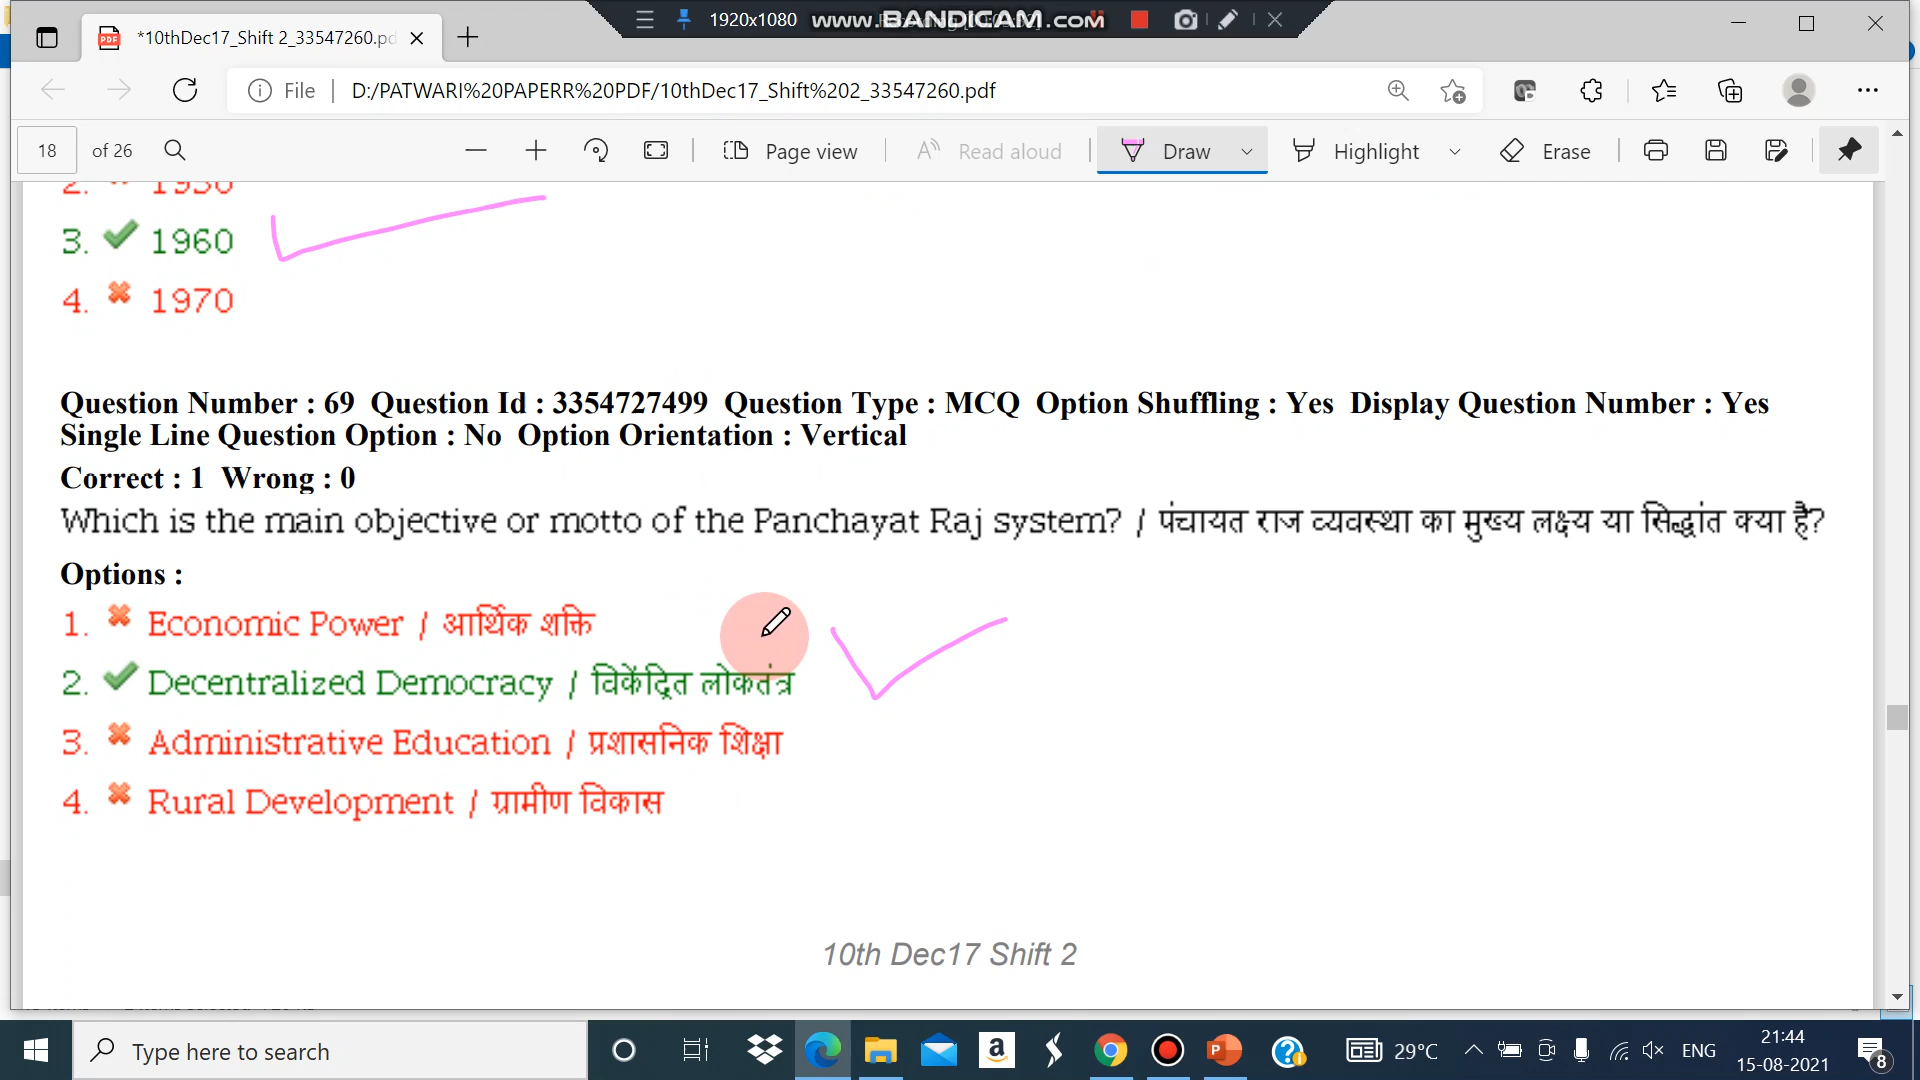 1920x1080
www.BANDICAM.com
*10thDec17_Shift 2_33547260.pd
File
D:/PATWARI%20PAPERR%20PDF/10thDec17_Shift%202_33547260.pdf
18 of 26
Page view
Read aloud
Draw
Highlight
Erase
2. 1950
3. 1960
4. 1970
Question Number : 69 Question Id : 3354727499 Question Type : MCQ Option Shuffling : Yes Display Question Number : Yes
Single Line Question Option : No Option Orientation : Vertical
Correct : 1 Wrong : 0
Which is the main objective or motto of the Panchayat Raj system? / पंचायत राज व्यवस्था का मुख्य लक्ष्य या सिद्धांत क्या है?
Options :
1. Economic Power / आर्थिक शक्ति
2. Decentralized Democracy / विकेंद्रित लोकतंत्र
3. Administrative Education / प्रशासनिक शिक्षा
4. Rural Development / ग्रामीण विकास
10th Dec17 Shift 2
Type here to search
29°C
ENG
21:44
15-08-2021
8